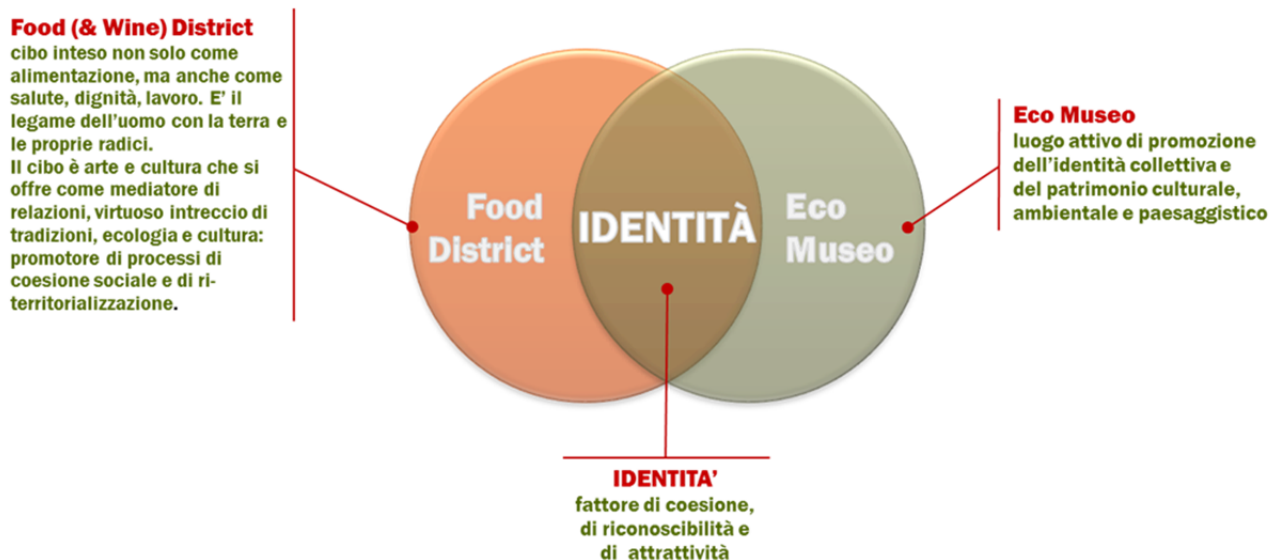 Food (& Wine) District
cibo inteso non solo come
alimentazione, ma anche come
salute, dignità, lavoro. E' il
legame dell'uomo con la terra e
le proprie radici.
Il cibo è arte e cultura che si
offre come mediatore di
relazioni, virtuoso intreccio di
tradizioni, ecologia e cultura:
promotore di processi di
coesione sociale e di ri-
territorializzazione.
Food
District
IDENTITÀ
Eco
Museo
Eco Museo
luogo attivo di promozione
dell'identità collettiva e
del patrimonio culturale,
ambientale e paesaggistico
IDENTITA'
fattore di coesione,
di riconoscibilità e
di attrattività